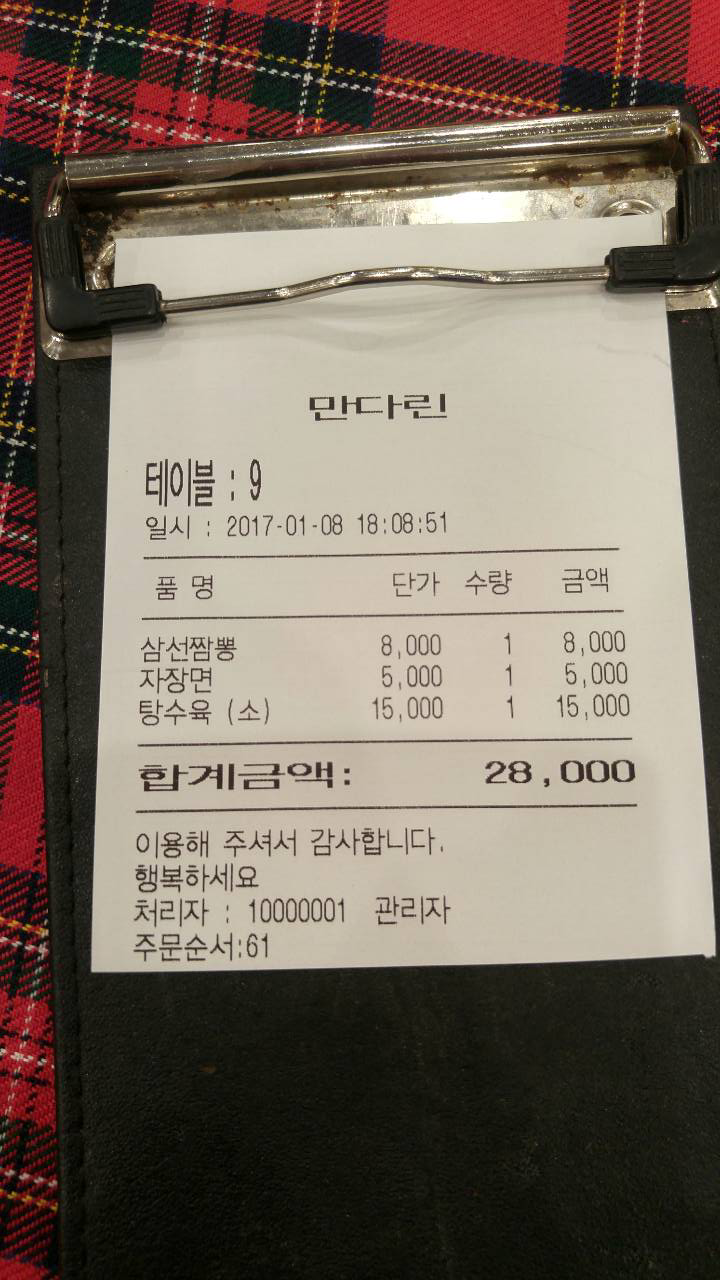 만다린
테이블 : 9
일시 : 2017-01-08 18:08:51
품 명 단가 수량 금액
삼선짬뽕 8,000 1 8,000
자장면 5,000 1 5,000
탕수육 (소) 15,000 1 15,000
합계금액: 28,000
이용해 주셔서 감사합니다.
행복하세요
처리자 : 10000001 관리자
주문순서:61